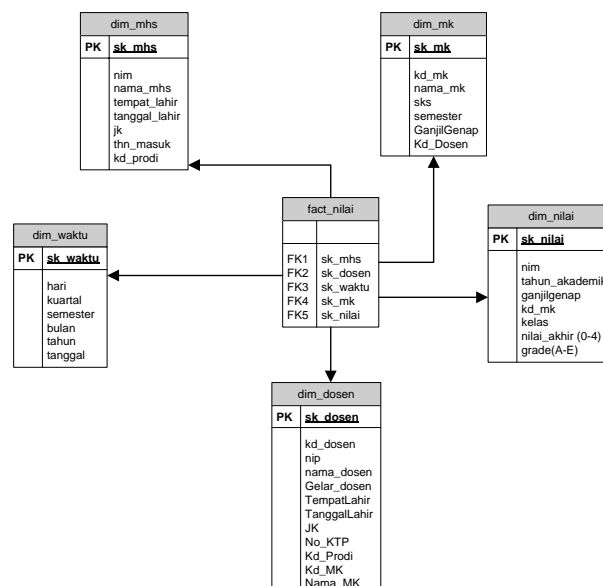 dim_mhs
PK sk_mhs
nim
nama_mhs
tempat_lahir
tanggal_lahir
jk
thn_masuk
kd_prodi
dim_mk
PK sk_mk
kd_mk
nama_mk
sks
semester
GanjilGenap
Kd_Dosen
fact_nilai
FK1 sk_mhs
FK2 sk_dosen
FK3 sk_waktu
FK4 sk_mk
FK5 sk_nilai
dim_waktu
PK sk_waktu
hari
kuartal
semester
bulan
tahun
tanggal
dim_nilai
PK sk_nilai
nim
tahun_akademik
ganjilgenap
kd_mk
kelas
nilai_akhir (0-4)
grade(A-E)
dim_dosen
PK sk_dosen
kd_dosen
nip
nama_dosen
Gelar_dosen
TempatLahir
TanggalLahir
JK
No_KTP
Kd_Prodi
Kd_MK
Nama_MK